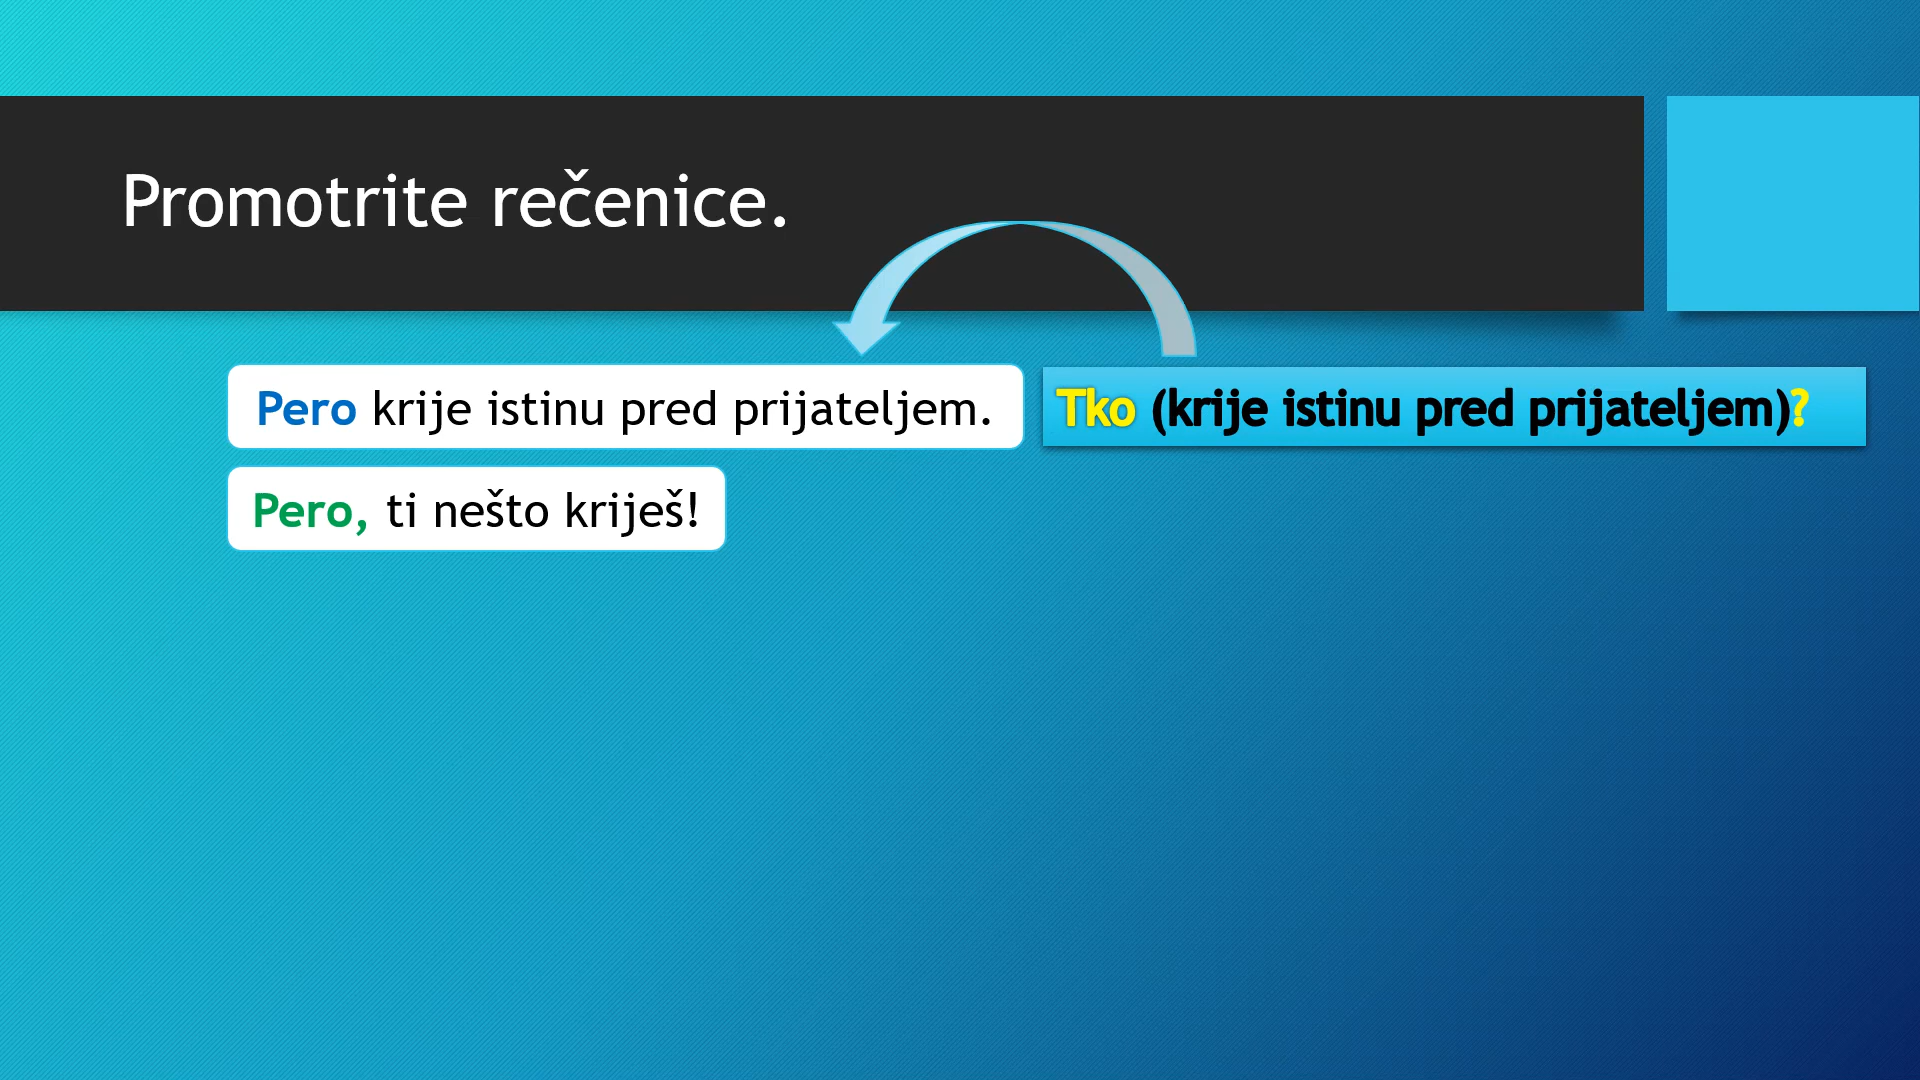 Promotrite rečenice.
Pero krije istinu pred prijateljem.
Tko (krije istinu pred prijateljem)?
Pero, ti nešto kriješ!